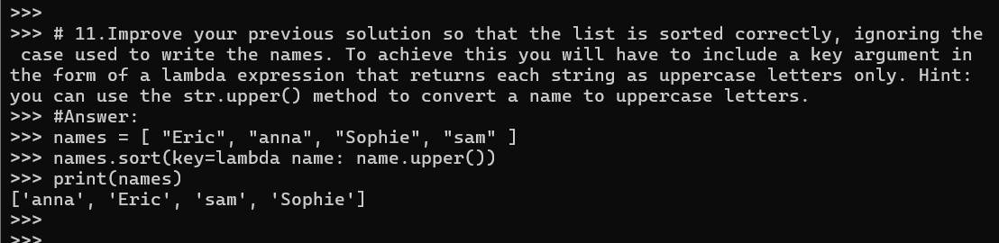 >>>
>>> # 11.Improve your previous solution so that the list is sorted correctly, ignoring the
 case used to write the names. To achieve this you will have to include a key argument in
the form of a lambda expression that returns each string as uppercase letters only. Hint:
you can use the str.upper() method to convert a name to uppercase letters.
>>> #Answer:
>>> names = [ "Eric", "anna", "Sophie", "sam" ]
>>> names.sort(key=lambda name: name.upper())
>>> print(names)
['anna', 'Eric', 'sam', 'Sophie']
>>>
>>>